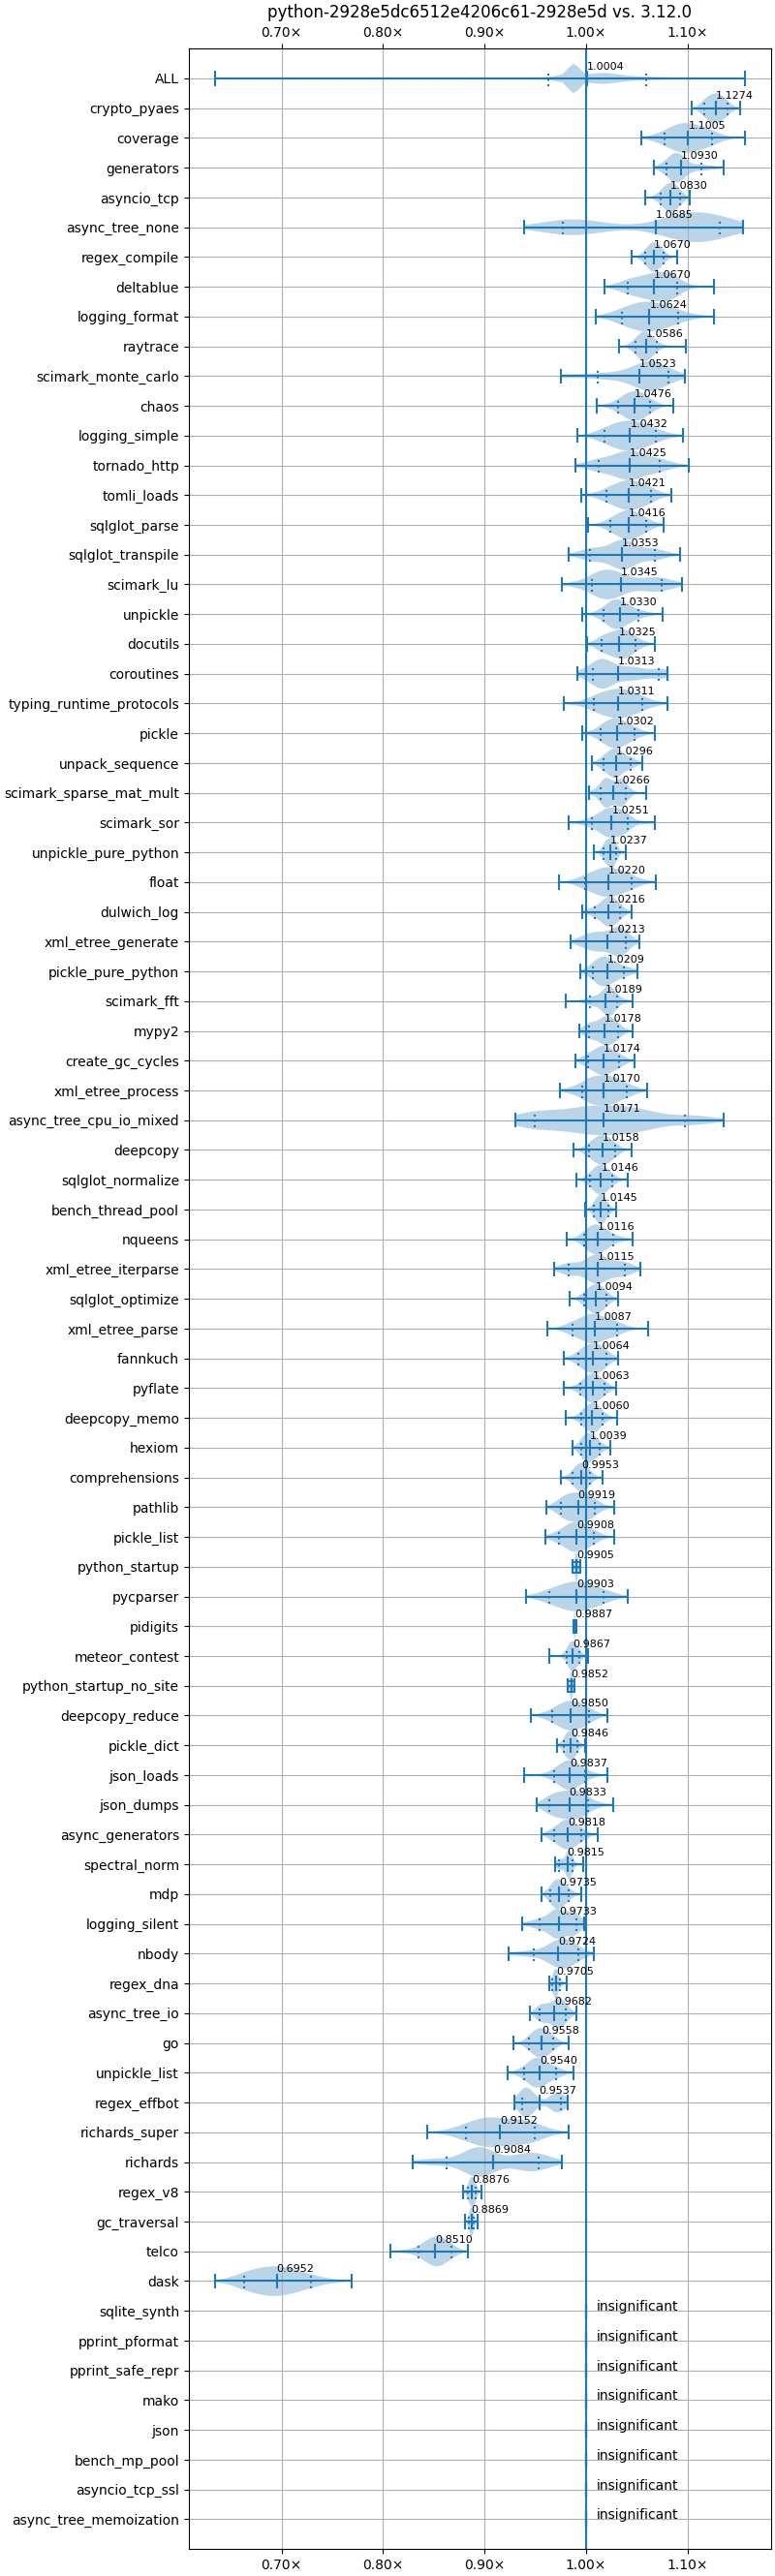 python-2928e5dc6512e4206c61-2928e5d vs. 3.12.0
0.70× 0.80× 0.90× 1.00× 1.10×
ALL 1.0004
crypto_pyaes 1.1274
coverage 1.1005
generators 1.0930
asyncio_tcp 1.0830
async_tree_none 1.0685
regex_compile 1.0670
deltablue 1.0670
logging_format 1.0624
raytrace 1.0586
scimark_monte_carlo 1.0523
chaos 1.0476
logging_simple 1.0432
tornado_http 1.0425
tomli_loads 1.0421
sqlglot_parse 1.0416
sqlglot_transpile 1.0353
scimark_lu 1.0345
unpickle 1.0330
docutils 1.0325
coroutines 1.0313
typing_runtime_protocols 1.0311
pickle 1.0302
unpack_sequence 1.0296
scimark_sparse_mat_mult 1.0266
scimark_sor 1.0251
unpickle_pure_python 1.0237
float 1.0220
dulwich_log 1.0216
xml_etree_generate 1.0213
pickle_pure_python 1.0209
scimark_fft 1.0189
mypy2 1.0178
create_gc_cycles 1.0174
xml_etree_process 1.0170
async_tree_cpu_io_mixed 1.0171
deepcopy 1.0158
sqlglot_normalize 1.0146
bench_thread_pool 1.0145
nqueens 1.0116
xml_etree_iterparse 1.0115
sqlglot_optimize 1.0094
xml_etree_parse 1.0087
fannkuch 1.0064
pyflate 1.0063
deepcopy_memo 1.0060
hexiom 1.0039
comprehensions 0.9953
pathlib 0.9919
pickle_list 0.9908
python_startup 0.9905
pycparser 0.9903
pidigits 0.9887
meteor_contest 0.9867
python_startup_no_site 0.9852
deepcopy_reduce 0.9850
pickle_dict 0.9846
json_loads 0.9837
json_dumps 0.9833
async_generators 0.9818
spectral_norm 0.9815
mdp 0.9735
logging_silent 0.9733
nbody 0.9724
regex_dna 0.9705
async_tree_io 0.9682
go 0.9558
unpickle_list 0.9540
regex_effbot 0.9537
richards_super 0.9152
richards 0.9084
regex_v8 0.8876
gc_traversal 0.8869
telco 0.8510
dask 0.6952
sqlite_synth insignificant
pprint_pformat insignificant
pprint_safe_repr insignificant
mako insignificant
json insignificant
bench_mp_pool insignificant
asyncio_tcp_ssl insignificant
async_tree_memoization insignificant
0.70× 0.80× 0.90× 1.00× 1.10×